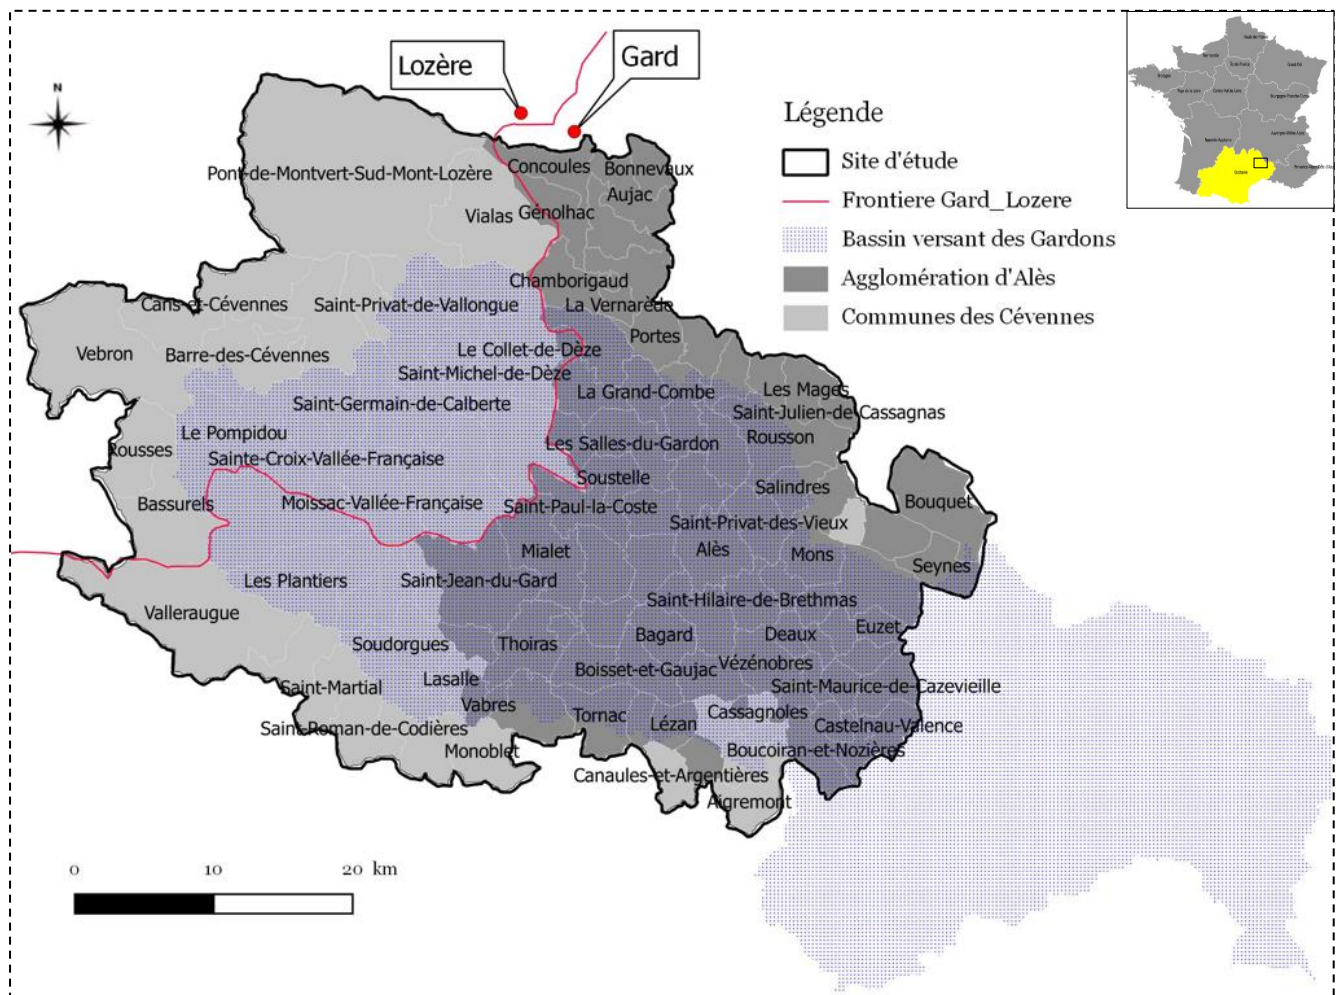 Lozère
Gard
N
Légende
Site d'étude
Frontiere Gard_Lozere
Bassin versant des Gardons
Agglomération d'Alès
Communes des Cévennes
Concoules
Bonnevaux
Pont-de-Montvert-Sud-Mont-Lozère
Aujac
Vialas
Génolhac
Chamborigaud
Cans-et-Cévennes
Saint-Privat-de-Vallongue
La Vernarède
Portes
Vebron
Barre-des-Cévennes
Le Collet-de-Dèze
Saint-Michel-de-Dèze
La Grand-Combe
Les Mages
Saint-Germain-de-Calberte
Saint-Julien-de-Cassagnas
Le Pompidou
Rousson
Rousses
Les Salles-du-Gardon
Sainte-Croix-Vallée-Française
Soustelle
Salindres
Bassurels
Moissac-Vallée-Française
Saint-Paul-la-Coste
Bouquet
Saint-Privat-des-Vieux
Mialet
Alès
Mons
Seynes
Les Plantiers
Saint-Jean-du-Gard
Valleraugue
Saint-Hilaire-de-Brethmas
Euzet
Soudorgues
Thoiras
Bagard
Deaux
Boisset-et-Gaujac
Vézénobres
Lasalle
Saint-Martial
Saint-Maurice-de-Cazevieille
Vabres
Tornac
Lézan
Cassagnoles
Castelnau-Valence
Saint-Roman-de-Codières
Monoblet
Boucoiran-et-Nozières
Canaules-et-Argentières
Aigremont
0 10 20 km